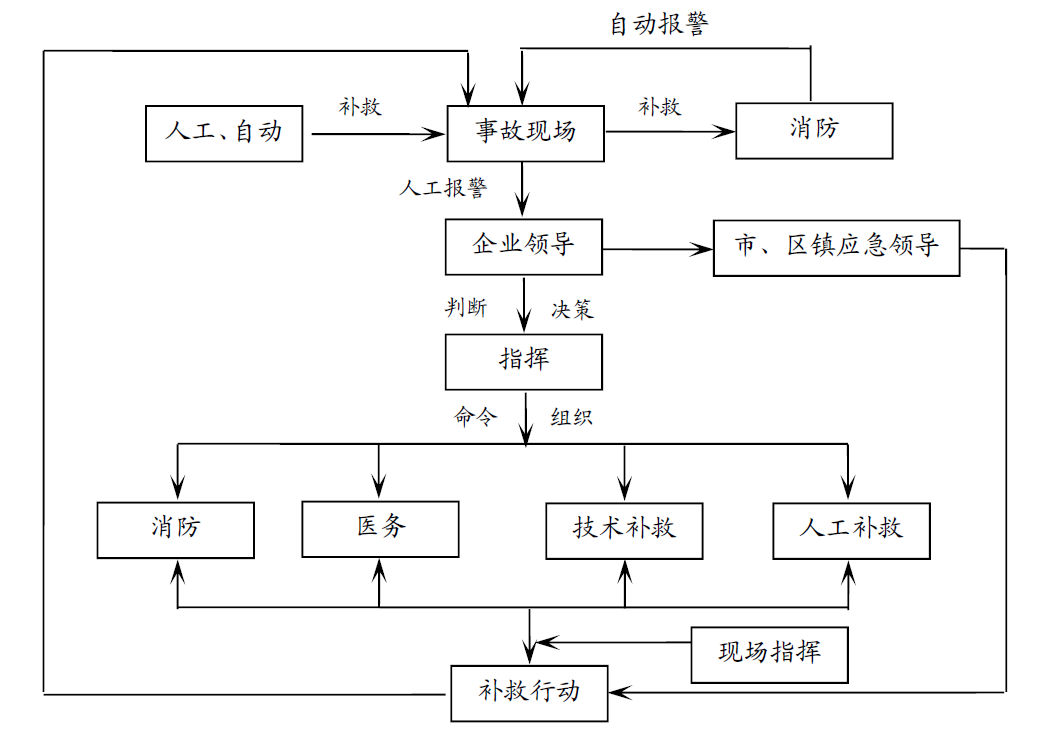 自动报警
补救
补救
人工、自动
事故现场
消防
人工报警
企业领导
市、区镇应急领导
判断
决策
指挥
命令
组织
消防
医务
技术补救
人工补救
现场指挥
补救行动